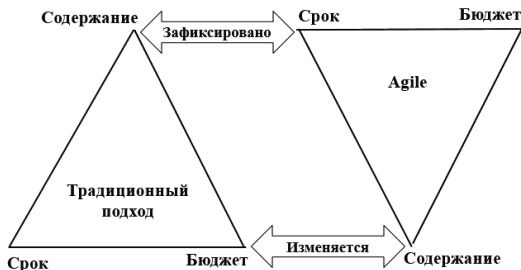 Содержание
Зафиксировано
Срок
Бюджет
Agile
Традиционный
подход
Срок
Бюджет
Изменяется
Содержание